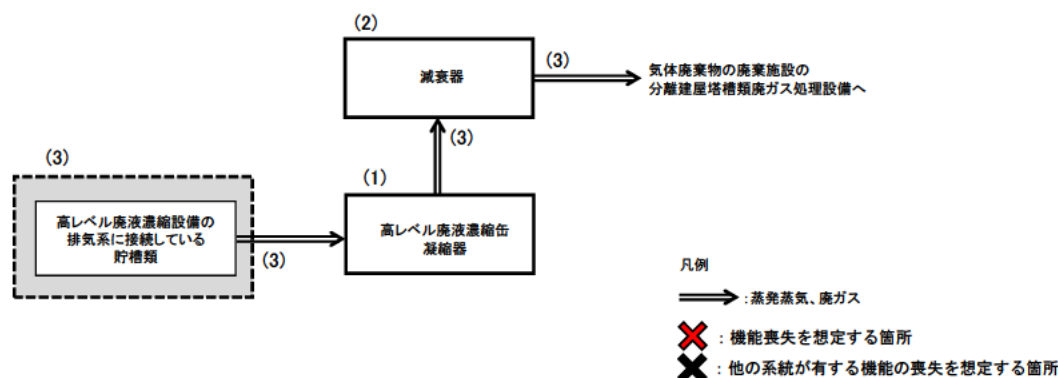 (2)
減衰器
(3)
気体廃棄物の廃棄施設の
分離建屋塔槽類廃ガス処理設備へ
(3)
(3)
(1)
高レベル廃液濃縮設備の
排気系に接続している
貯槽類
(3)
高レベル廃液濃縮缶
凝縮器
凡例
：蒸発蒸気、廃ガス
：機能喪失を想定する箇所
：他の系統が有する機能の喪失を想定する箇所